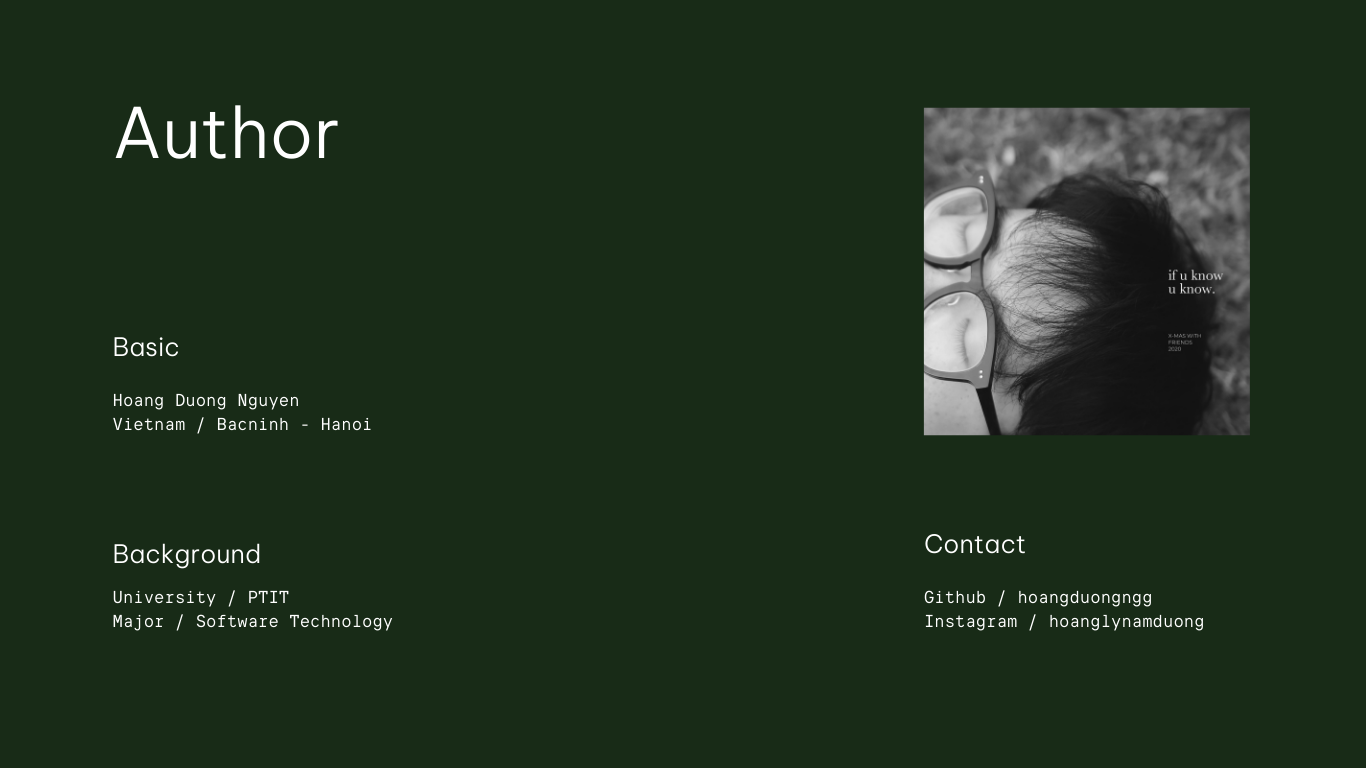 Author
Basic
Hoang Duong Nguyen
Vietnam / Bacninh - Hanoi
Background
University / PTIT
Major / Software Technology
if u know
u know.
X-MAS WITH
FRIENDS
2020
Contact
Github / hoangduongngg
Instagram / hoanglynamduong